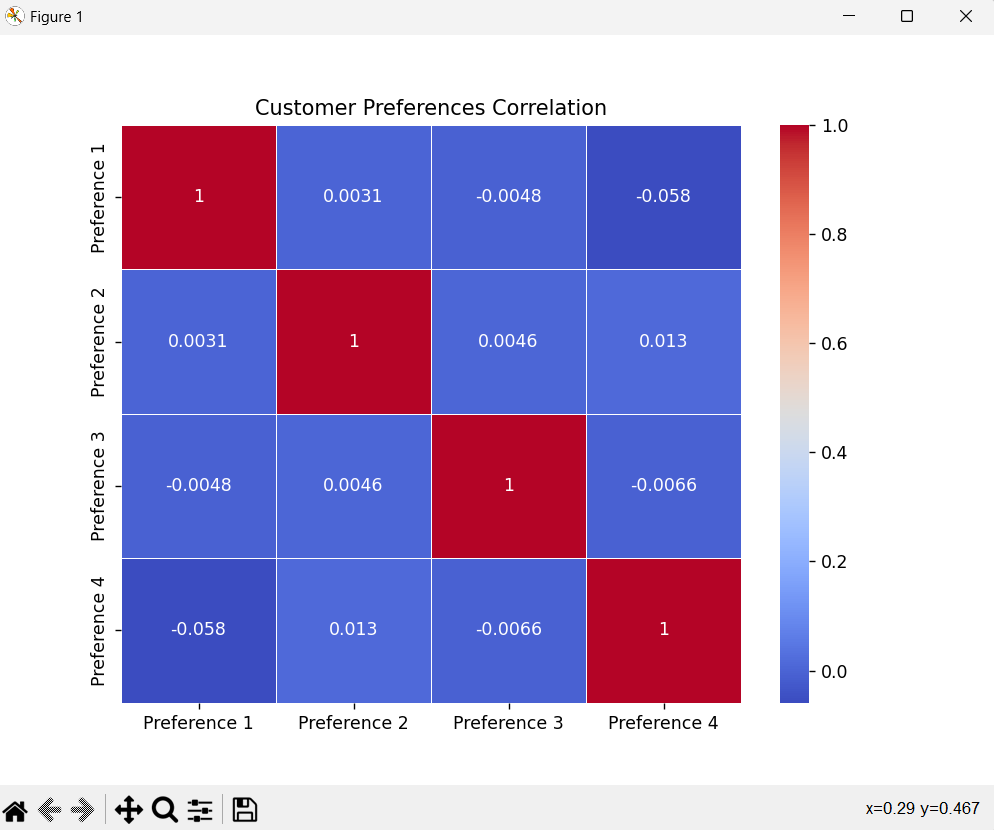 Figure 1
Customer Preferences Correlation
Preference 1
1 0.0031 -0.0048 -0.058
Preference 2
0.0031 1 0.0046 0.013
Preference 3
-0.0048 0.0046 1 -0.0066
Preference 4
-0.058 0.013 -0.0066 1
Preference 1 Preference 2 Preference 3 Preference 4
1.0
0.8
0.6
0.4
0.2
0.0
x=0.29 y=0.467